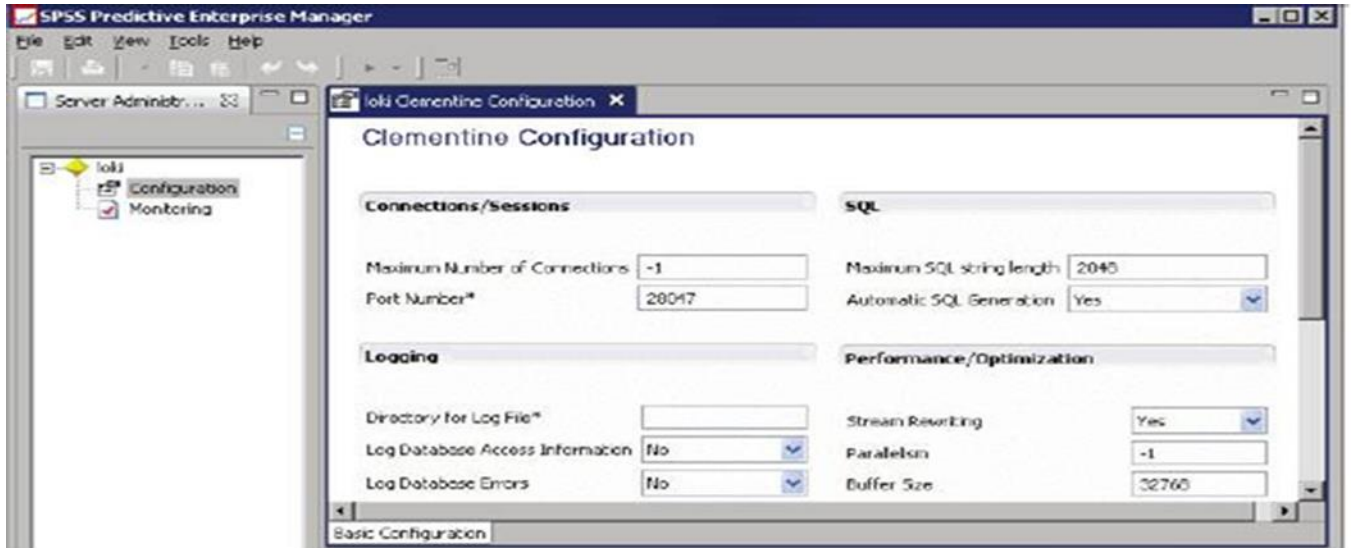 SPSS Predictive Enterprise Manager
File Edit View Tools Help
Server Administr...
loki Clementine Configuration
Clementine Configuration
loki
Configuration
Monitoring
Connections/Sessions
Maximum Number of Connections -1
Port Number* 28047
SQL
Maximum SQL string length 2048
Automatic SQL Generation Yes
Logging
Directory for Log File*
Log Database Access Information No
Log Database Errors No
Performance/Optimization
Stream Rewriting Yes
Parallelism -1
Buffer Size 32768
Basic Configuration